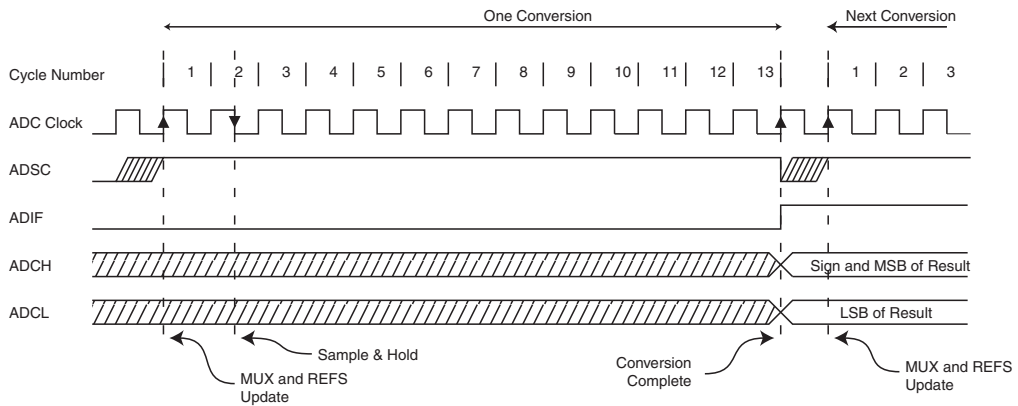 One Conversion
Next Conversion
Cycle Number
1 2 3 4 5 6 7 8 9 10 11 12 13 1 2 3
ADC Clock
ADSC
ADIF
ADCH
Sign and MSB of Result
ADCL
LSB of Result
Sample & Hold
MUX and REFS
Update
Conversion
Complete
MUX and REFS
Update